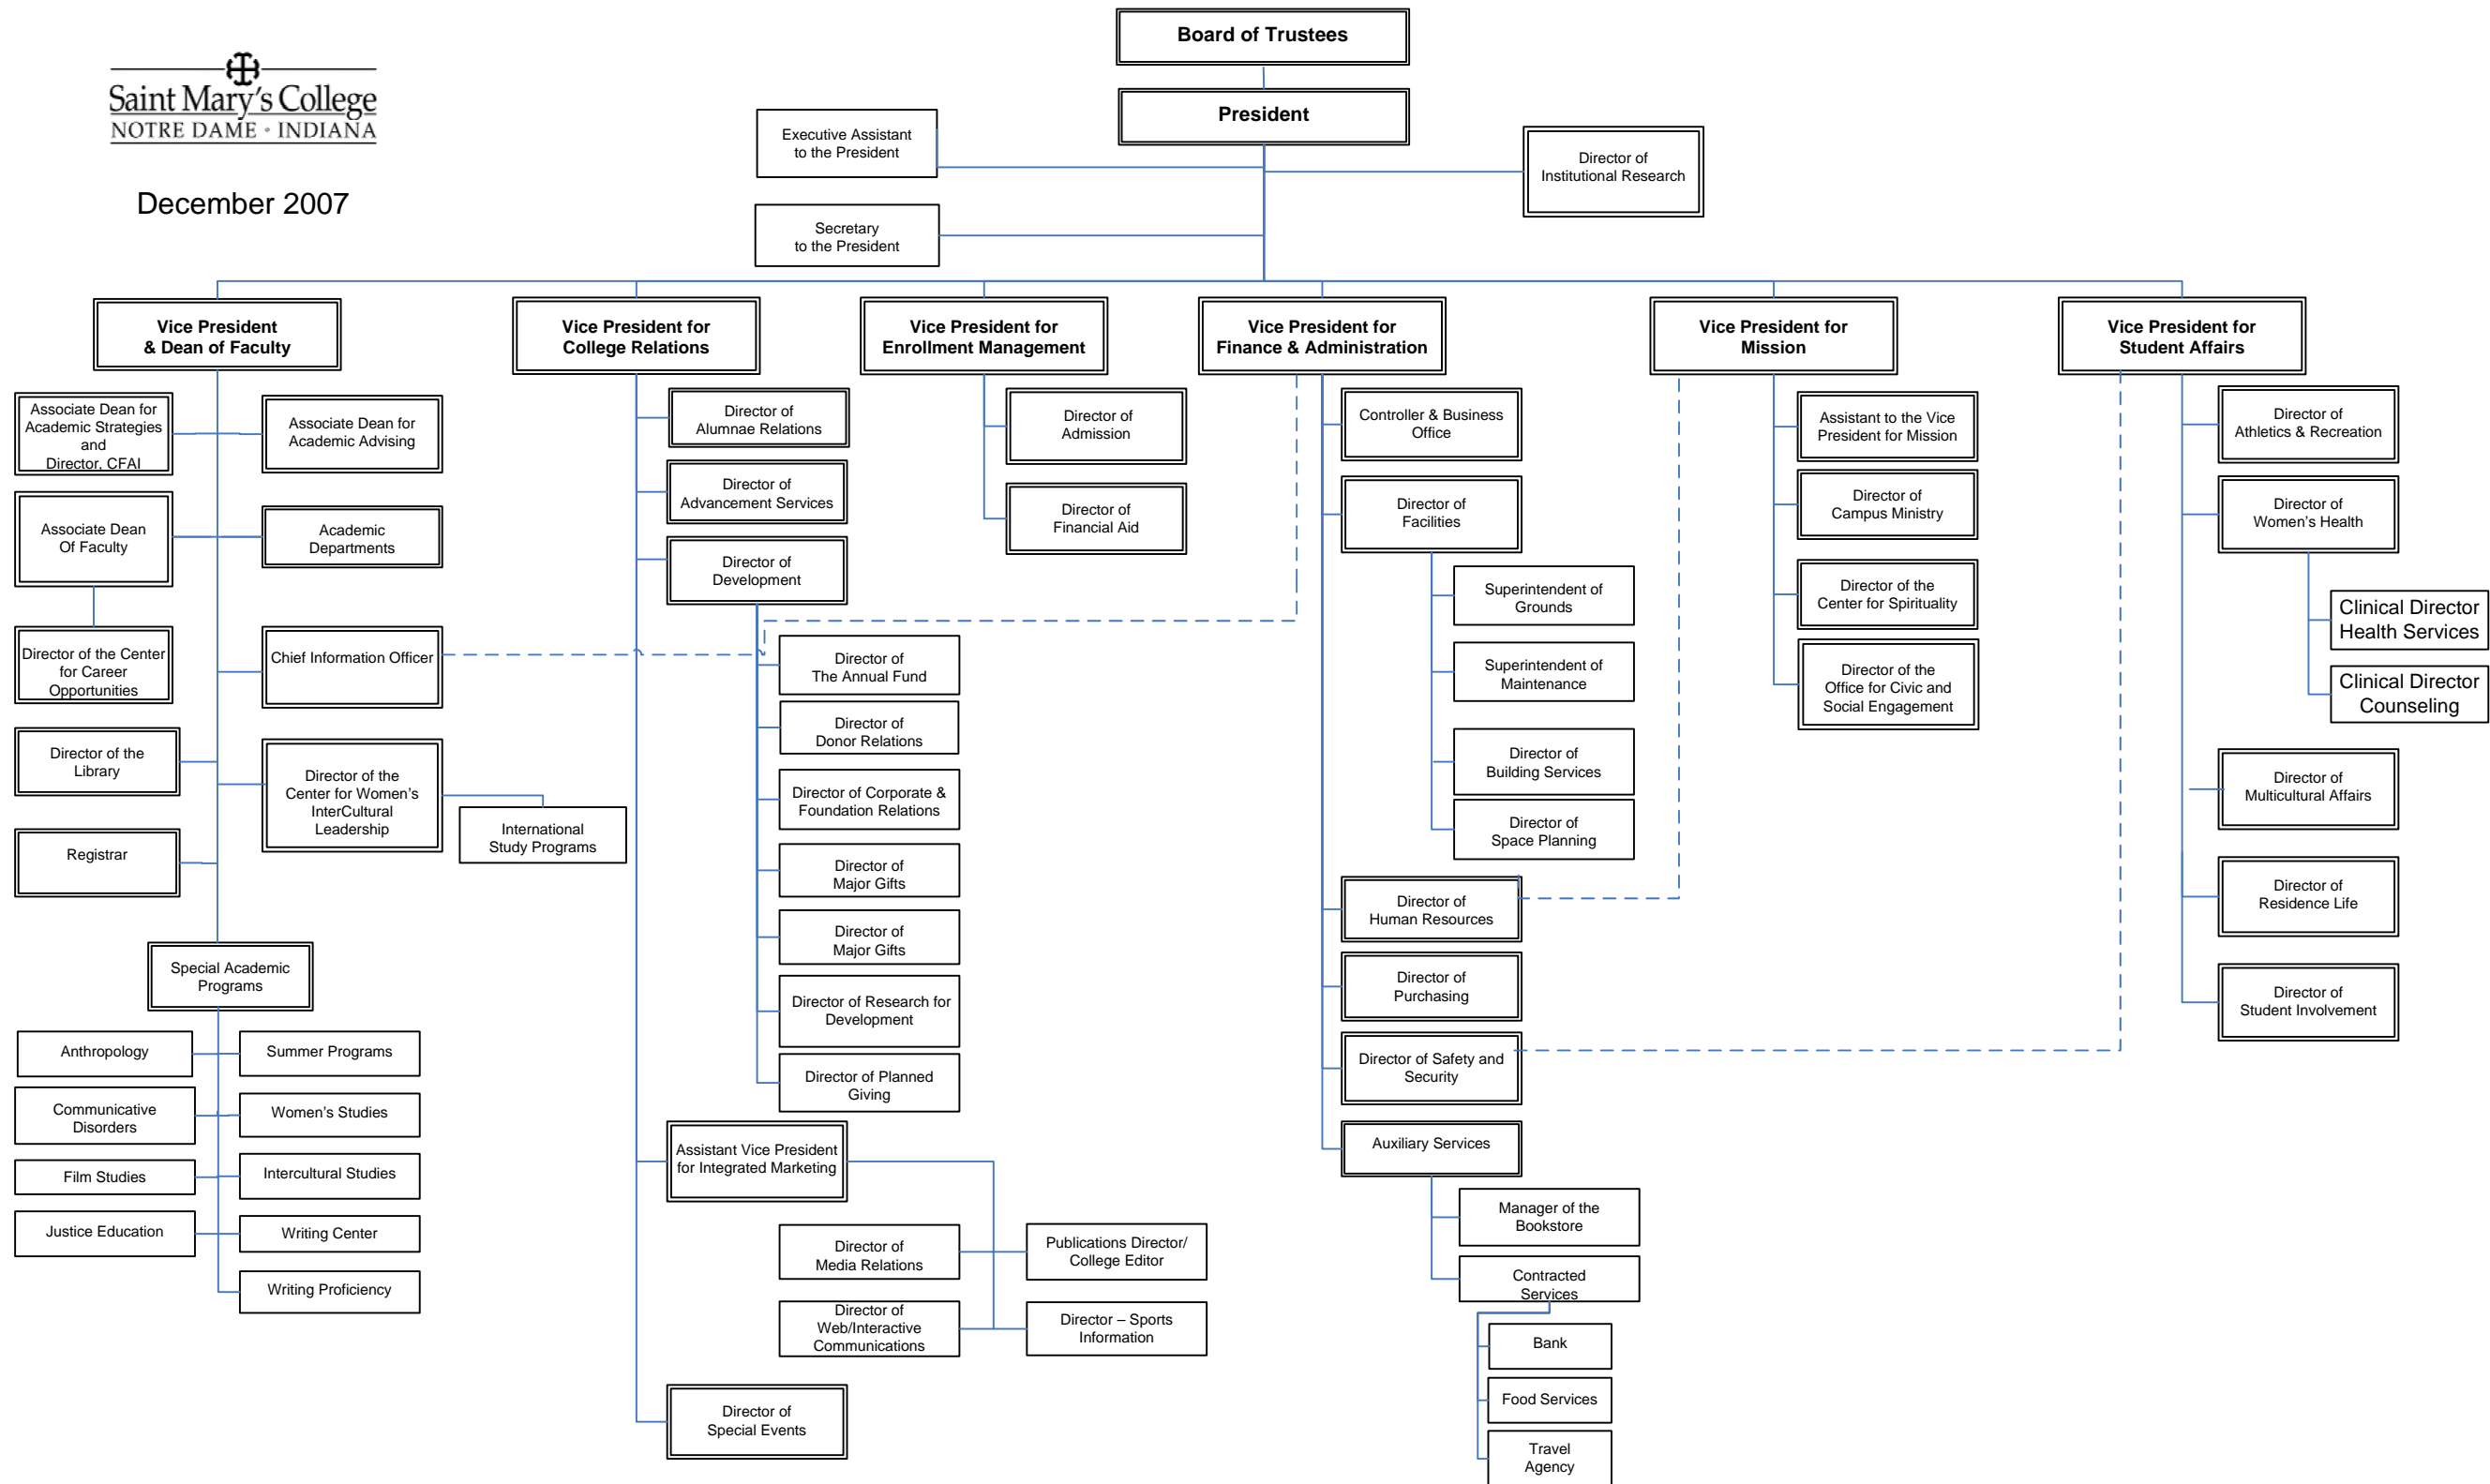 Saint Mary's College
NOTRE DAME • INDIANA
December 2007
Board of Trustees
President
Executive Assistant
to the President
Secretary
to the President
Director of
Institutional Research
Vice President
& Dean of Faculty
Associate Dean for
Academic Strategies
and
Director, CFAI
Associate Dean for
Academic Advising
Associate Dean
Of Faculty
Academic
Departments
Director of the Center
for Career
Opportunities
Chief Information Officer
Director of the
Library
Director of the
Center for Women's
InterCultural
Leadership
International
Study Programs
Registrar
Special Academic
Programs
Anthropology
Summer Programs
Communicative
Disorders
Women's Studies
Film Studies
Intercultural Studies
Justice Education
Writing Center
Writing Proficiency
Vice President for
College Relations
Director of
Alumnae Relations
Director of
Advancement Services
Director of
Development
Director of
The Annual Fund
Director of
Donor Relations
Director of Corporate &
Foundation Relations
Director of
Major Gifts
Director of
Major Gifts
Director of Research for
Development
Director of Planned
Giving
Assistant Vice President
for Integrated Marketing
Director of
Media Relations
Publications Director/
College Editor
Director of
Web/Interactive
Communications
Director – Sports
Information
Director of
Special Events
Vice President for
Enrollment Management
Director of
Admission
Director of
Financial Aid
Vice President for
Finance & Administration
Controller & Business
Office
Director of
Facilities
Superintendent of
Grounds
Superintendent of
Maintenance
Director of
Building Services
Director of
Space Planning
Director of
Human Resources
Director of
Purchasing
Director of Safety and
Security
Auxiliary Services
Manager of the
Bookstore
Contracted
Services
Bank
Food Services
Travel
Agency
Vice President for
Mission
Assistant to the Vice
President for Mission
Director of
Campus Ministry
Director of the
Center for Spirituality
Director of the
Office for Civic and
Social Engagement
Vice President for
Student Affairs
Director of
Athletics & Recreation
Director of
Women's Health
Clinical Director
Health Services
Clinical Director
Counseling
Director of
Multicultural Affairs
Director of
Residence Life
Director of
Student Involvement